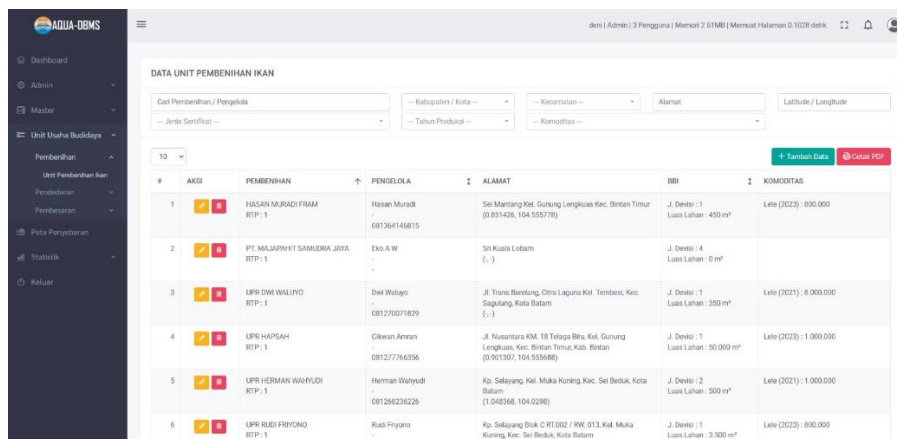 AQUA-DBMS
deni | Admin | 3 Pengguna | Memori 2.61MB | Memuat Halaman 0.1028 detik
Dashboard
Admin
Master
Unit Usaha Budidaya
Pembenihan
Unit Pembenihan Ikan
Pendederan
Pembesaran
Peta Penyebaran
Statistik
Keluar
DATA UNIT PEMBENIHAN IKAN
Cari Pembenihan / Pengelola
-- Kabupaten / Kota --
-- Kecamatan --
Alamat
Latitude / Longitude
-- Jenis Sertifikat --
-- Tahun Produksi --
-- Komoditas --
10
+ Tambah Data
Cetak PDF
# AKSI PEMBENIHAN PENGELOLA ALAMAT BBI KOMODITAS
1 HASAN MURADI FRAM Hasan Muradi Sei Mantang Kel. Gunung Lengkuas Kec. Bintan Timur J. Devisi : 1 Lele (2023) : 800.000
RTP : 1 - (0.851426, 104.555778) Luas Lahan : 450 m²
081364146815
2 PT. MAJAPAHIT SAMUDRA JAYA Eko A W Sri Kuala Lobam J. Devisi : 4
RTP : 1 - (-, -) Luas Lahan : 0 m²
-
3 UPR DWI WALUYO Dwi Waluyo Jl. Trans Barelang, Citra Laguna Kel. Tembesi, Kec. J. Devisi : 1 Lele (2021) : 8.000.000
RTP : 1 - Sagulung, Kota Batam Luas Lahan : 350 m²
081270071829 (-, -)
4 UPR HAPSAH Cikwan Amran Jl. Nusantara KM. 18 Telaga Biru, Kel. Gunung J. Devisi : 1 Lele (2023) : 1.000.000
RTP : 1 - Lengkuas, Kec. Bintan Timur, Kab. Bintan Luas Lahan : 50.000 m²
081277766356 (0.901307, 104.555688)
5 UPR HERMAN WAHYUDI Herman Wahyudi Kp. Selayang, Kel. Muka Kuning, Kec. Sei Beduk, Kota J. Devisi : 2 Lele (2021) : 1.000.000
RTP : 1 - Batam Luas Lahan : 500 m²
081268236226 (1.048368, 104.0298)
6 UPR RUDI FRIYONO Rudi Friyono Kp. Selayang Blok C RT.002 / RW. 013, Kel. Muka J. Devisi : 1 Lele (2023) : 600.000
RTP : 1 - Kuning, Kec. Sei Beduk, Kota Batam Luas Lahan : 3.500 m²